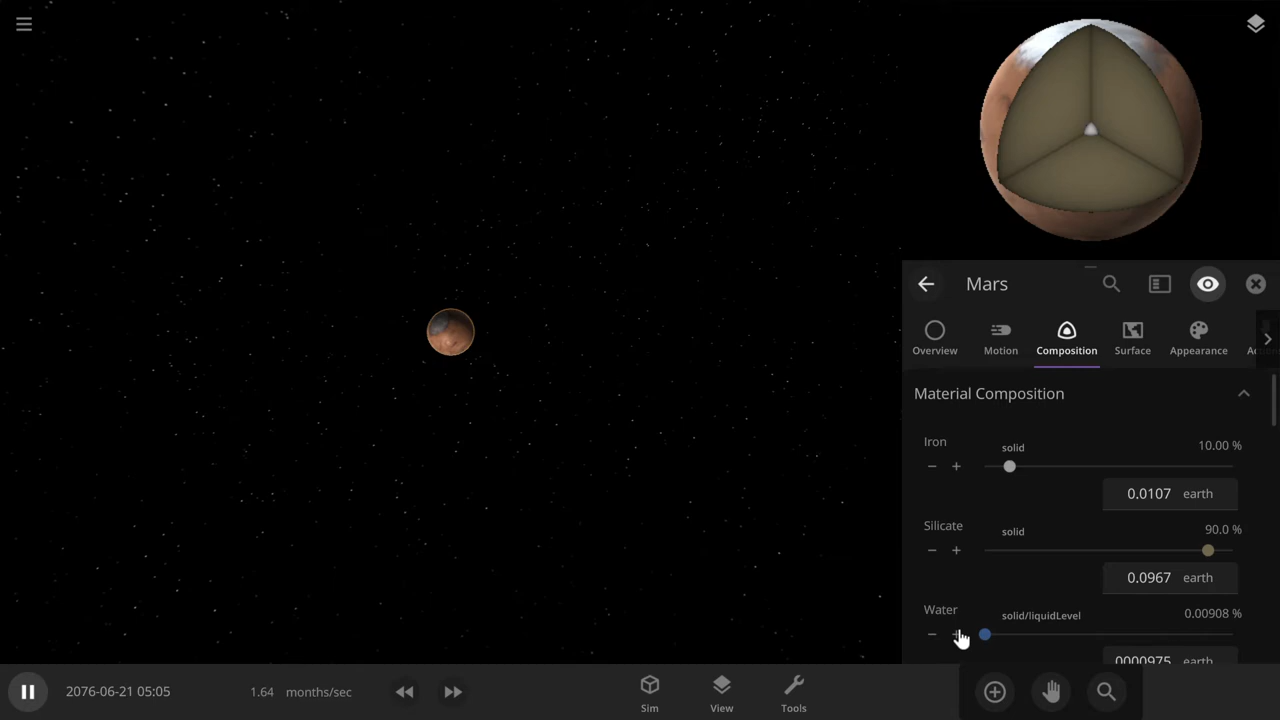 Mars
Overview
Motion
Composition
Surface
Appearance
Material Composition
Iron
solid
10.00 %
0.0107 earth
Silicate
solid
90.0 %
0.0967 earth
Water
solid/liquidLevel
0.00908 %
0000975 earth
2076-06-21 05:05
1.64 months/sec
Sim
View
Tools